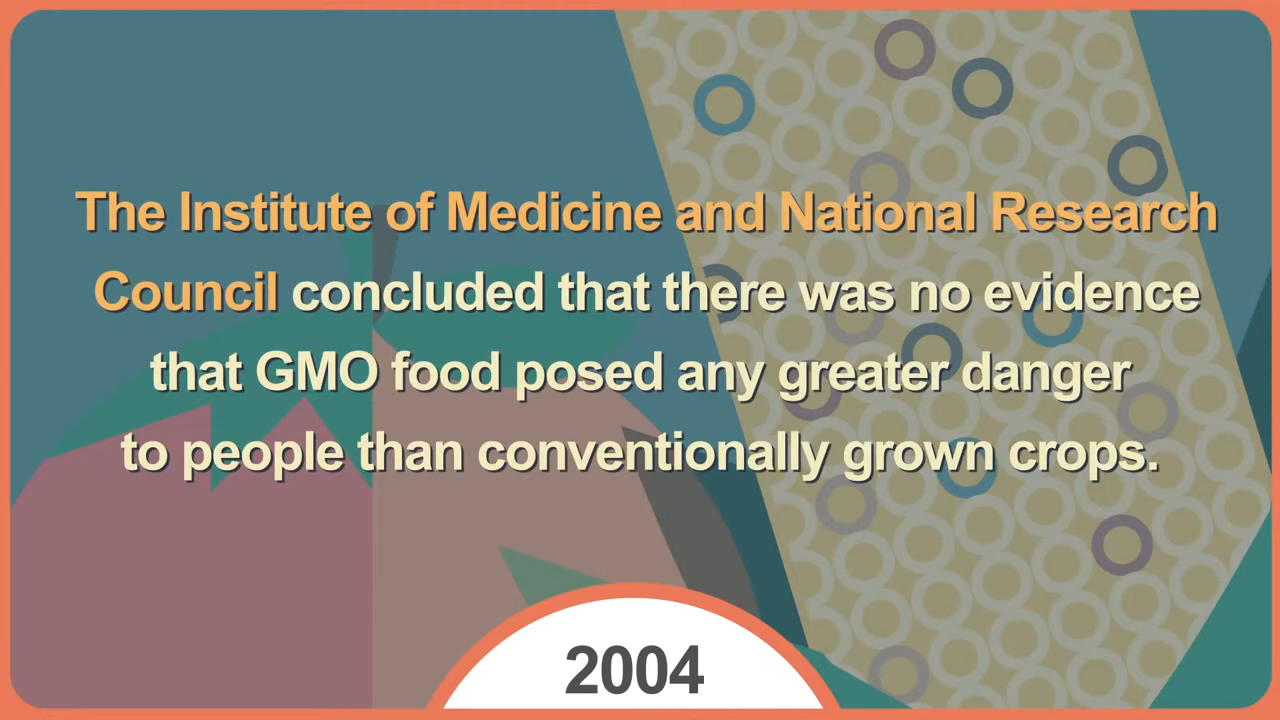 The Institute of Medicine and National Research
Council concluded that there was no evidence
that GMO food posed any greater danger
to people than conventionally grown crops.
2004